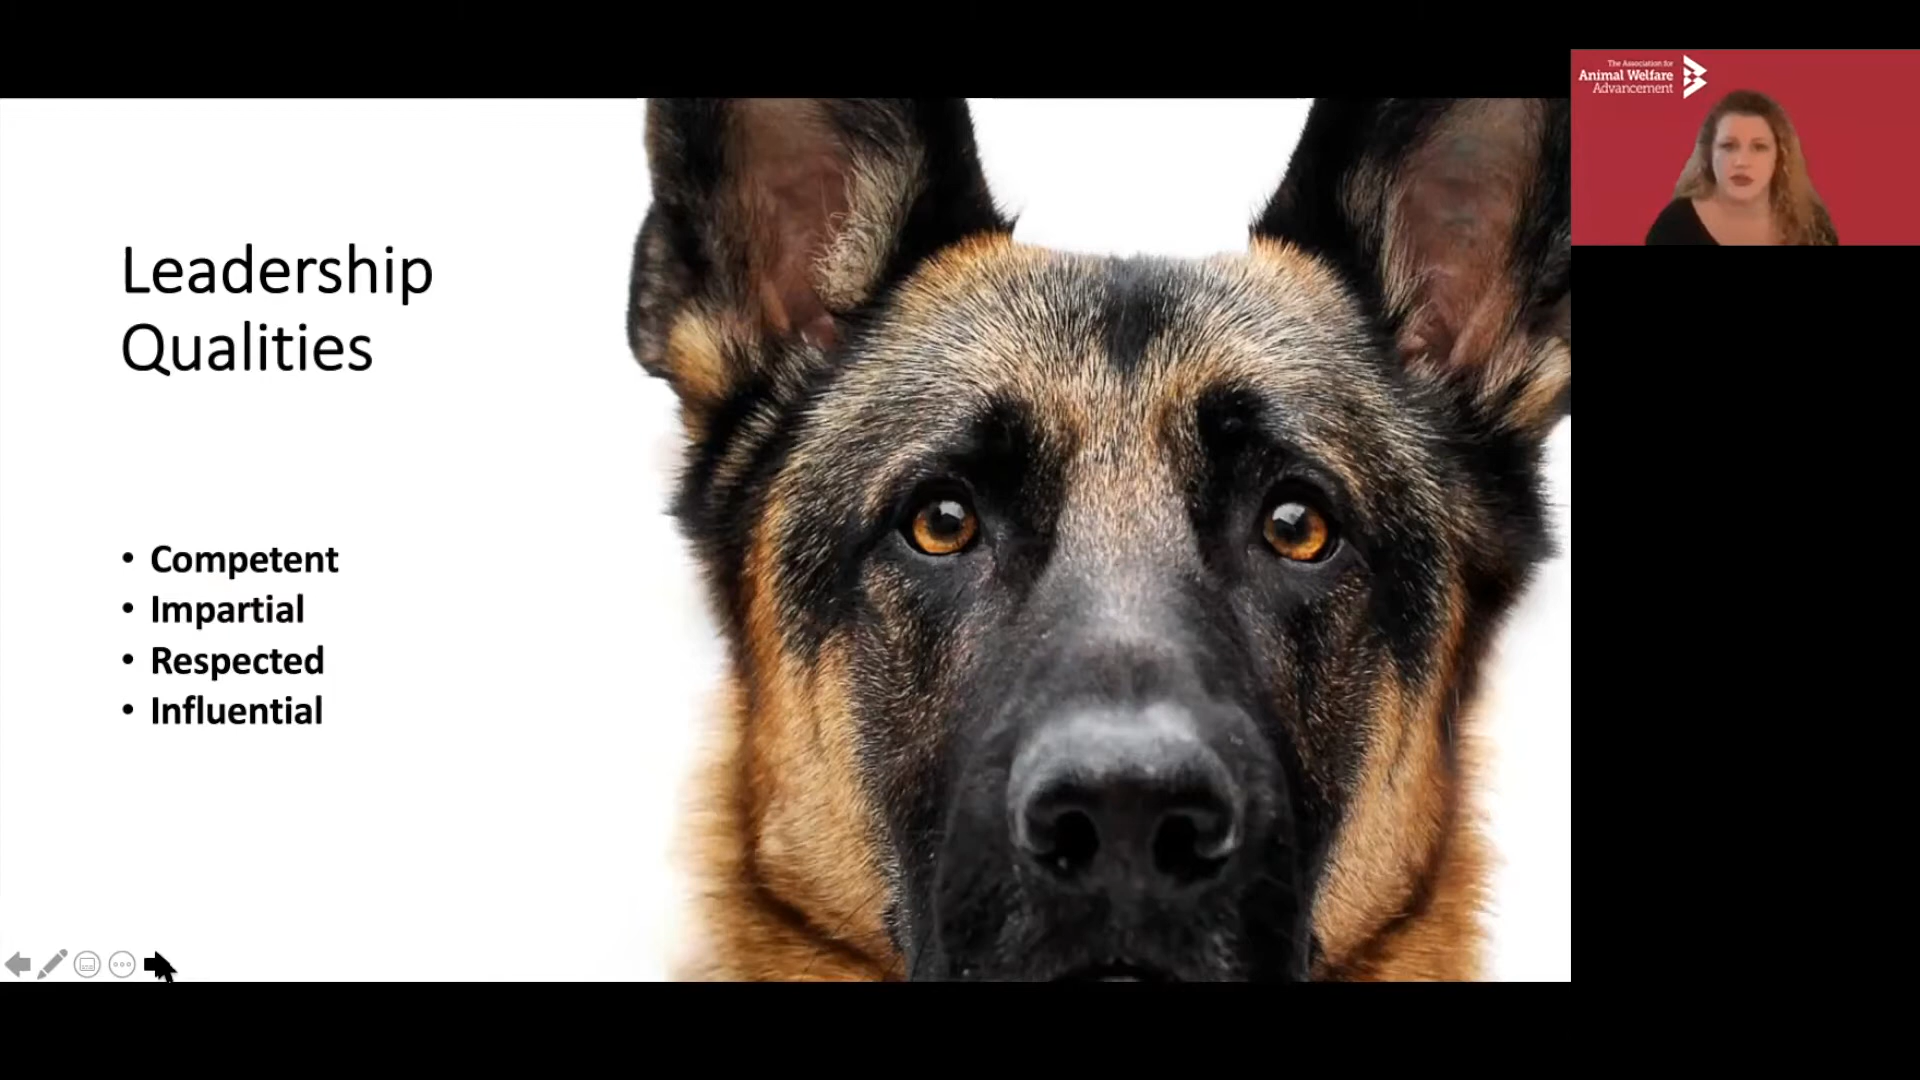 The Association for
Animal Welfare
Advancement
Leadership
Qualities
• Competent
• Impartial
• Respected
• Influential